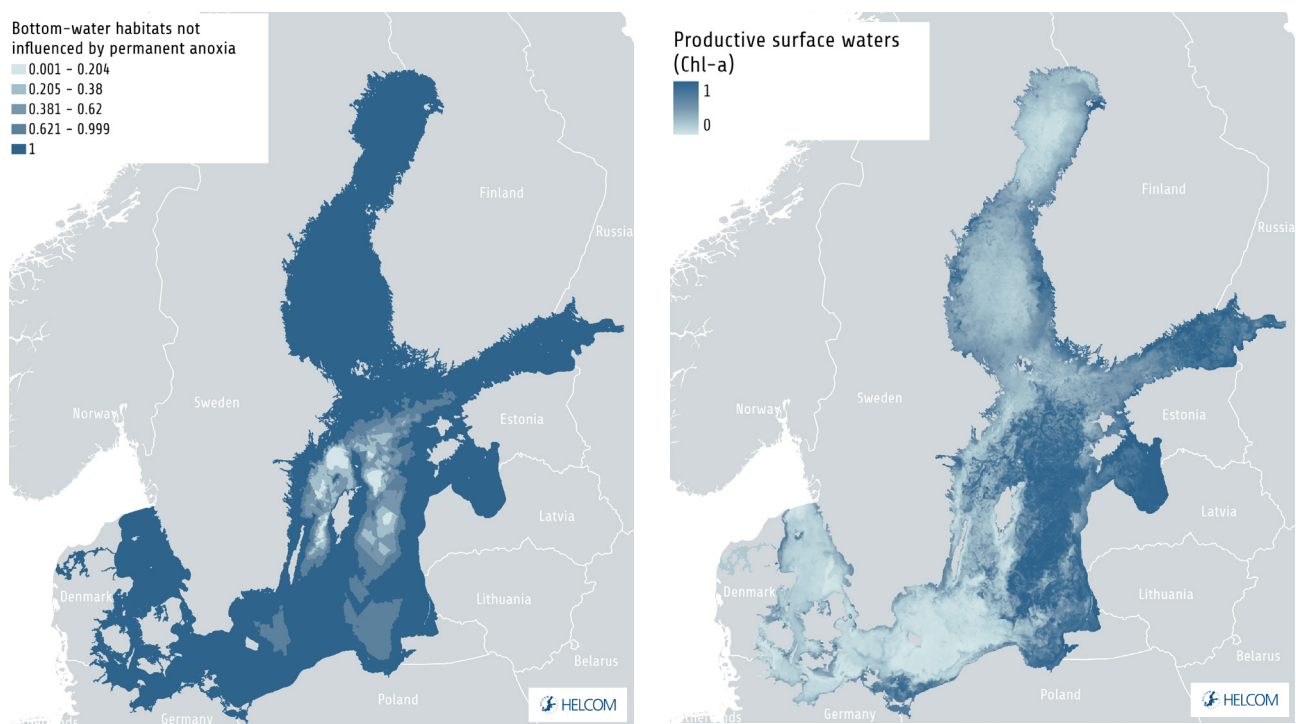 Bottom-water habitats not
influenced by permanent anoxia
0.001 - 0.204
0.205 - 0.38
0.381 - 0.62
0.621 - 0.999
1
Finland
Russia
Norway
Sweden
Estonia
Latvia
Denmark
Lithuania
Belarus
Poland
Germany
HELCOM
Productive surface waters
(Chl-a)
1
0
Finland
Russia
Norway
Sweden
Estonia
Latvia
Denmark
Lithuania
Belarus
Poland
Germany
HELCOM